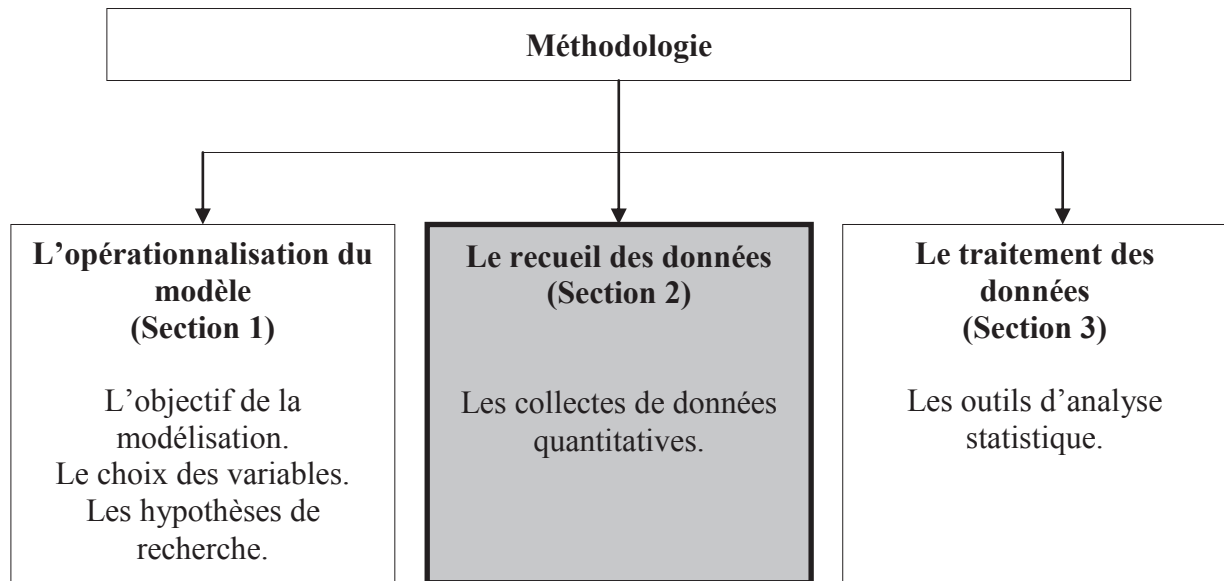 Méthodologie
L’opérationnalisation du
modèle
(Section 1)
L’objectif de la
modélisation.
Le choix des variables.
Les hypothèses de
recherche.
Le recueil des données
(Section 2)
Les collectes de données
quantitatives.
Le traitement des
données
(Section 3)
Les outils d’analyse
statistique.